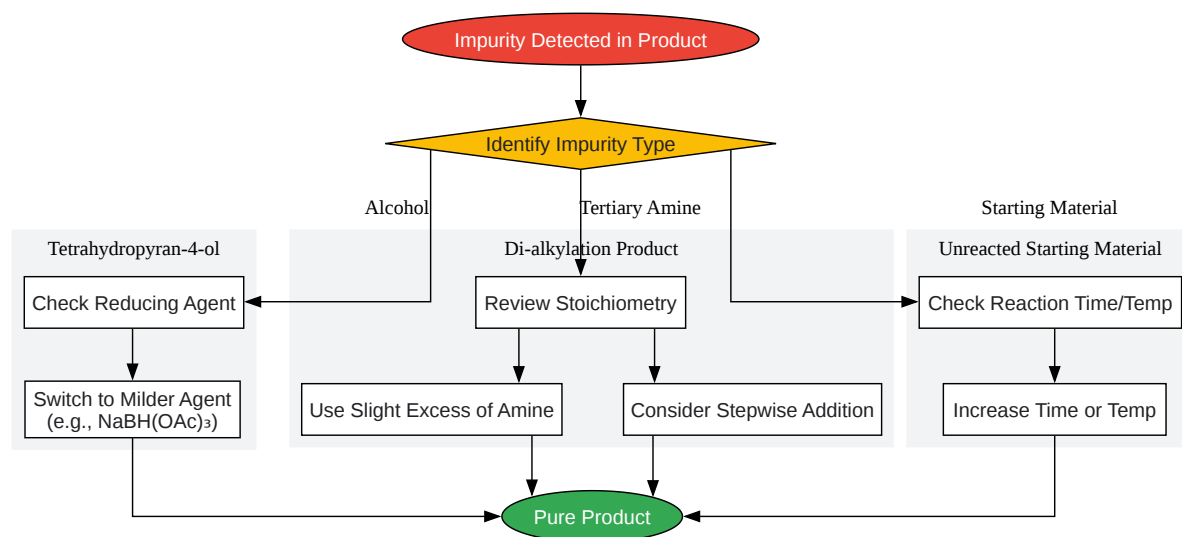 Impurity Detected in Product
Identify Impurity Type
Alcohol
Tertiary Amine
Starting Material
Tetrahydropyran-4-ol
Di-alkylation Product
Unreacted Starting Material
Check Reducing Agent
Review Stoichiometry
Check Reaction Time/Temp
Switch to Milder Agent
(e.g., NaBH(OAc)₃)
Use Slight Excess of Amine
Consider Stepwise Addition
Increase Time or Temp
Pure Product